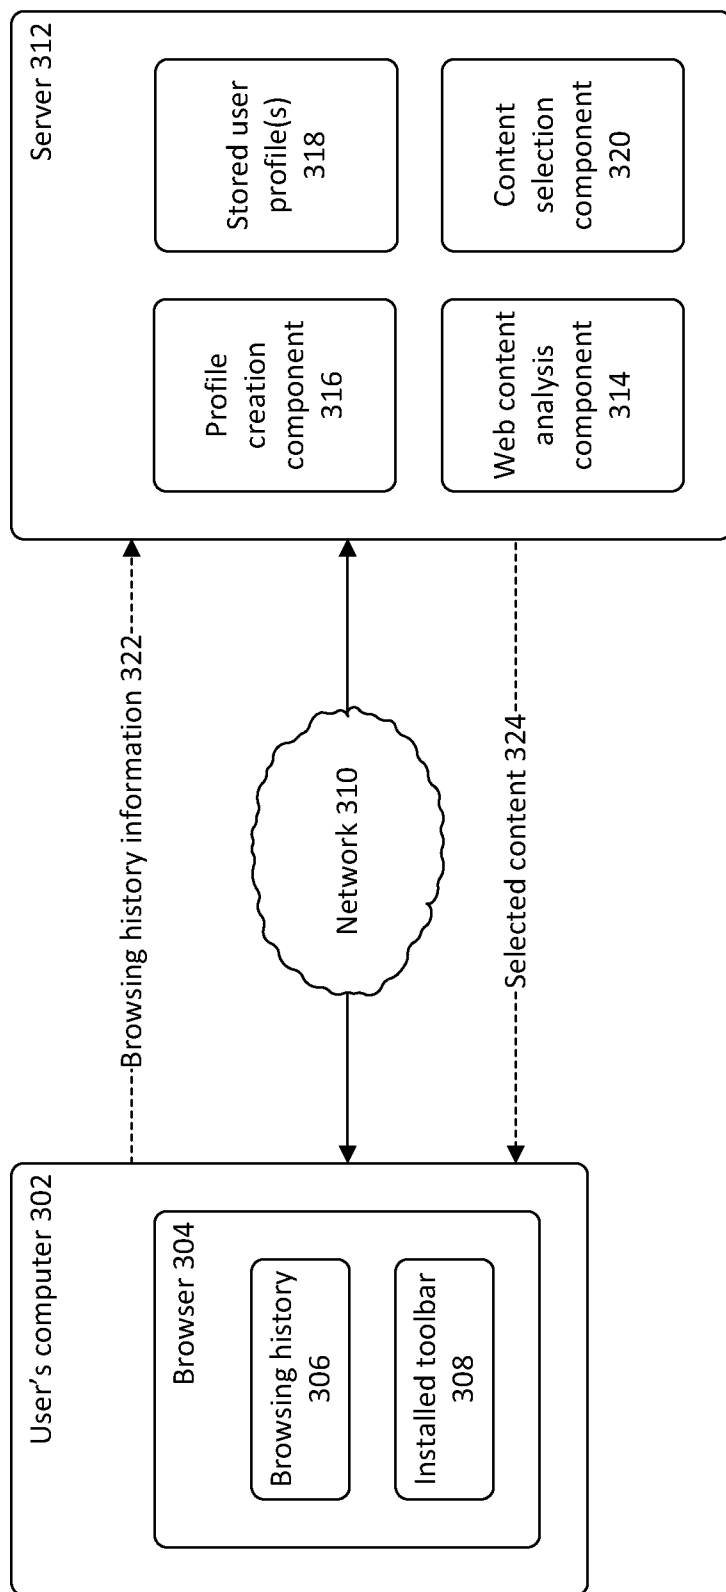 User's computer 302
Browser 304
Browsing history
306
Installed toolbar
308
Browsing history information 322
Network 310
Selected content 324
Server 312
Profile
creation
component
316
Stored user
profile(s)
318
Web content
analysis
component
314
Content
selection
component
320